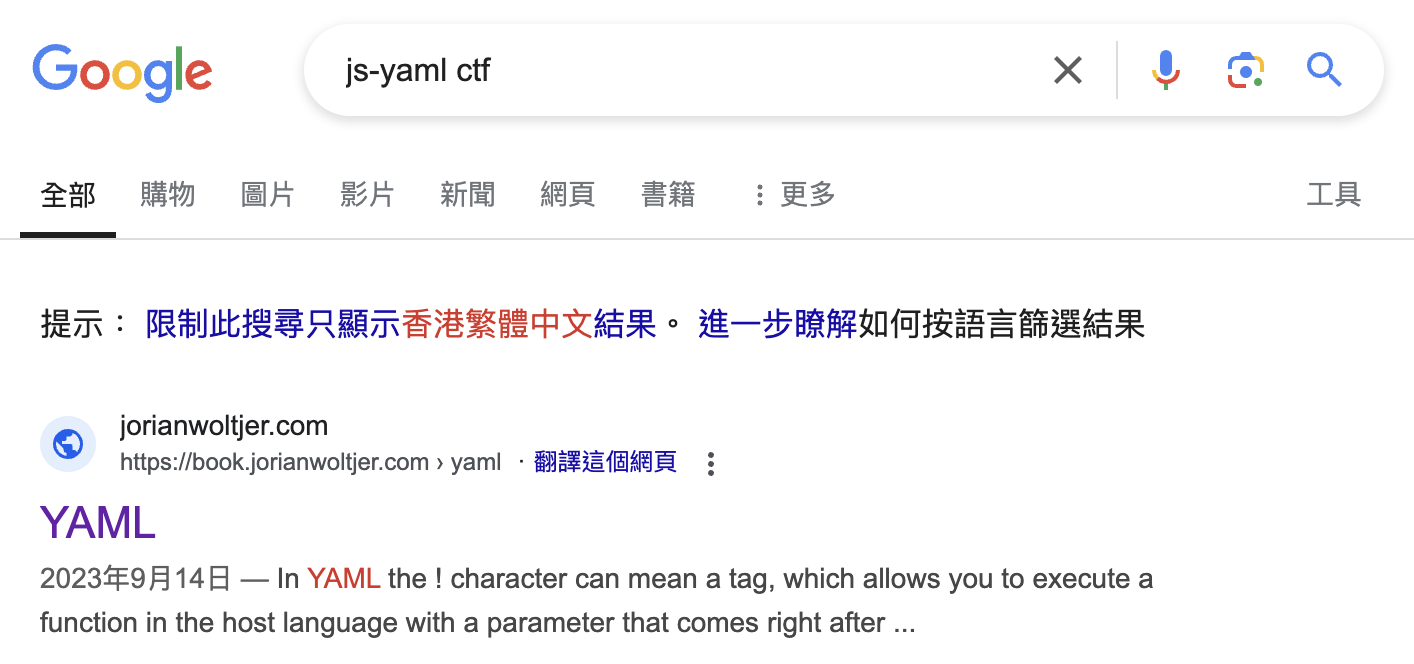 Google js-yaml ctf
全部 購物 圖片 影片 新聞 網頁 書籍 ⋮ 更多 工具
提示： 限制此搜尋只顯示香港繁體中文結果。 進一步瞭解如何按語言篩選結果
jorianwoltjer.com
https://book.jorianwoltjer.com › yaml · 翻譯這個網頁
YAML
2023年9月14日 — In YAML the ! character can mean a tag, which allows you to execute a
function in the host language with a parameter that comes right after ...